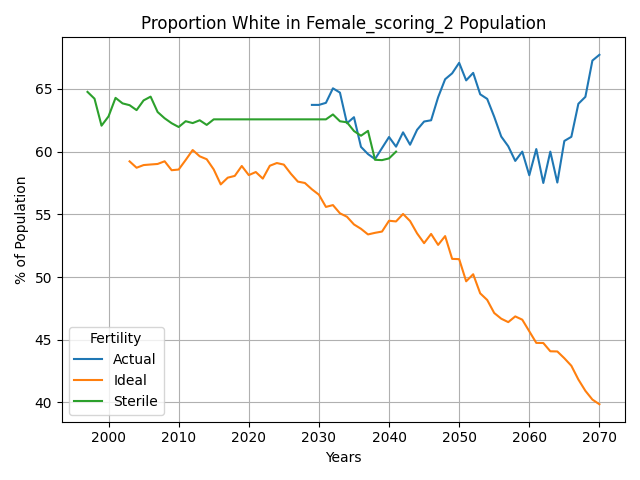 Proportion White in Female_scoring_2 Population
% of Population
65
60
55
50
45
40
Fertility
Actual
Ideal
Sterile
2000 2010 2020 2030 2040 2050 2060 2070
Years